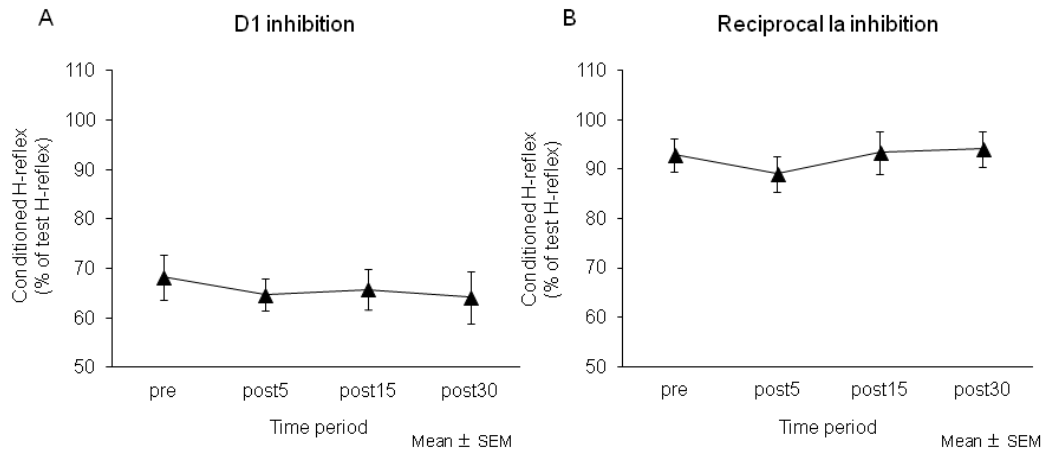 A
D1 inhibition
Conditioned H-reflex
(% of test H-reflex)
110
100
90
80
70
60
50
pre
post5
post15
post30
Time period
Mean ± SEM
B
Reciprocal Ia inhibition
Conditioned H-reflex
(% of test H-reflex)
110
100
90
80
70
60
50
pre
post5
post15
post30
Time period
Mean ± SEM